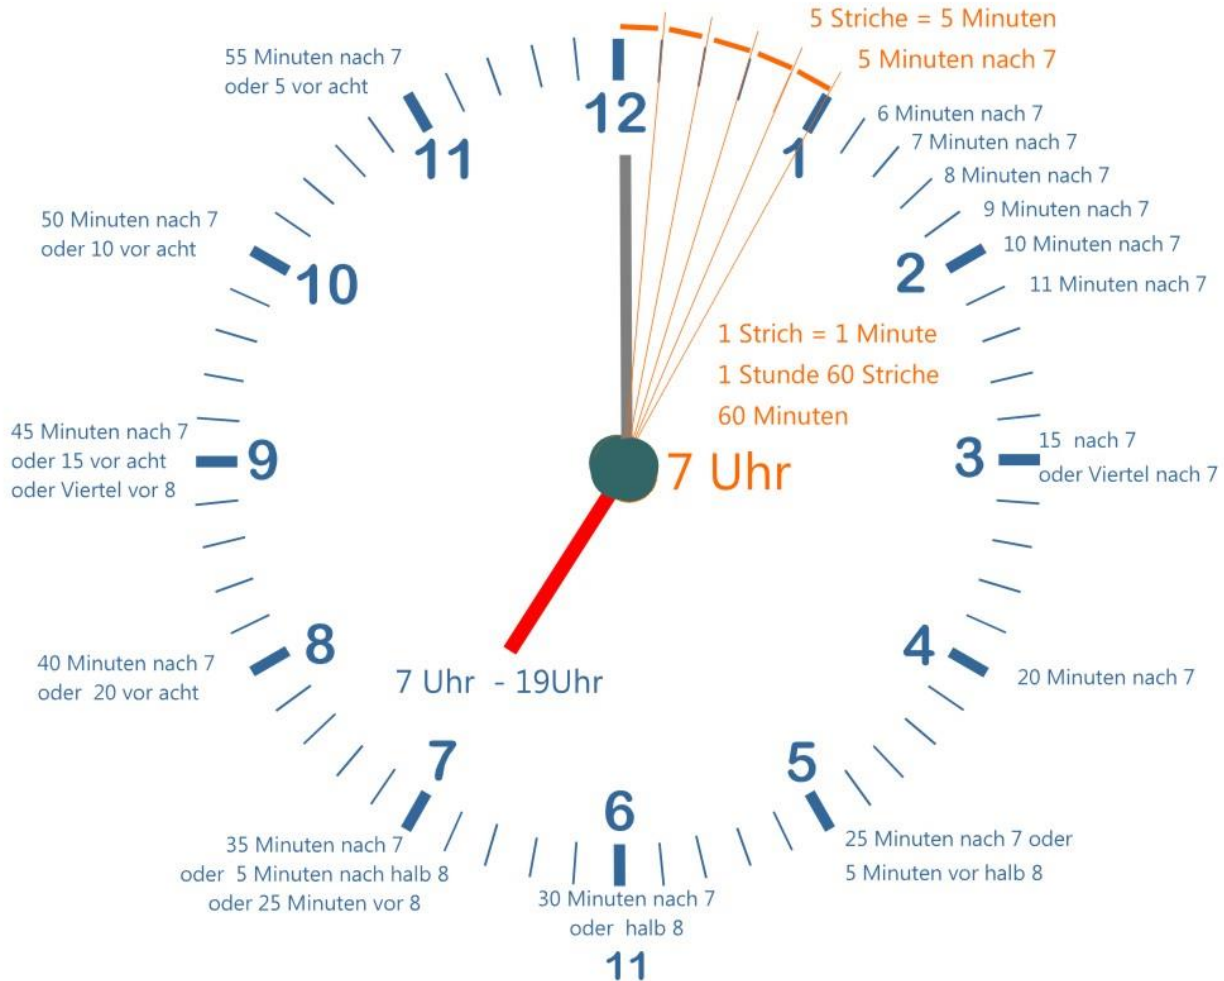 5 Striche = 5 Minuten
5 Minuten nach 7
55 Minuten nach 7
oder 5 vor acht
12
11
1
6 Minuten nach 7
7 Minuten nach 7
8 Minuten nach 7
9 Minuten nach 7
10 Minuten nach 7
11 Minuten nach 7
50 Minuten nach 7
oder 10 vor acht
10
2
1 Strich = 1 Minute
1 Stunde 60 Striche
60 Minuten
45 Minuten nach 7
oder 15 vor acht
oder Viertel vor 8
9
7 Uhr
3
15 nach 7
oder Viertel nach 7
40 Minuten nach 7
oder 20 vor acht
8
7 Uhr - 19Uhr
4
20 Minuten nach 7
7
6
5
35 Minuten nach 7
oder 5 Minuten nach halb 8
oder 25 Minuten vor 8
30 Minuten nach 7
oder halb 8
25 Minuten nach 7 oder
5 Minuten vor halb 8
11